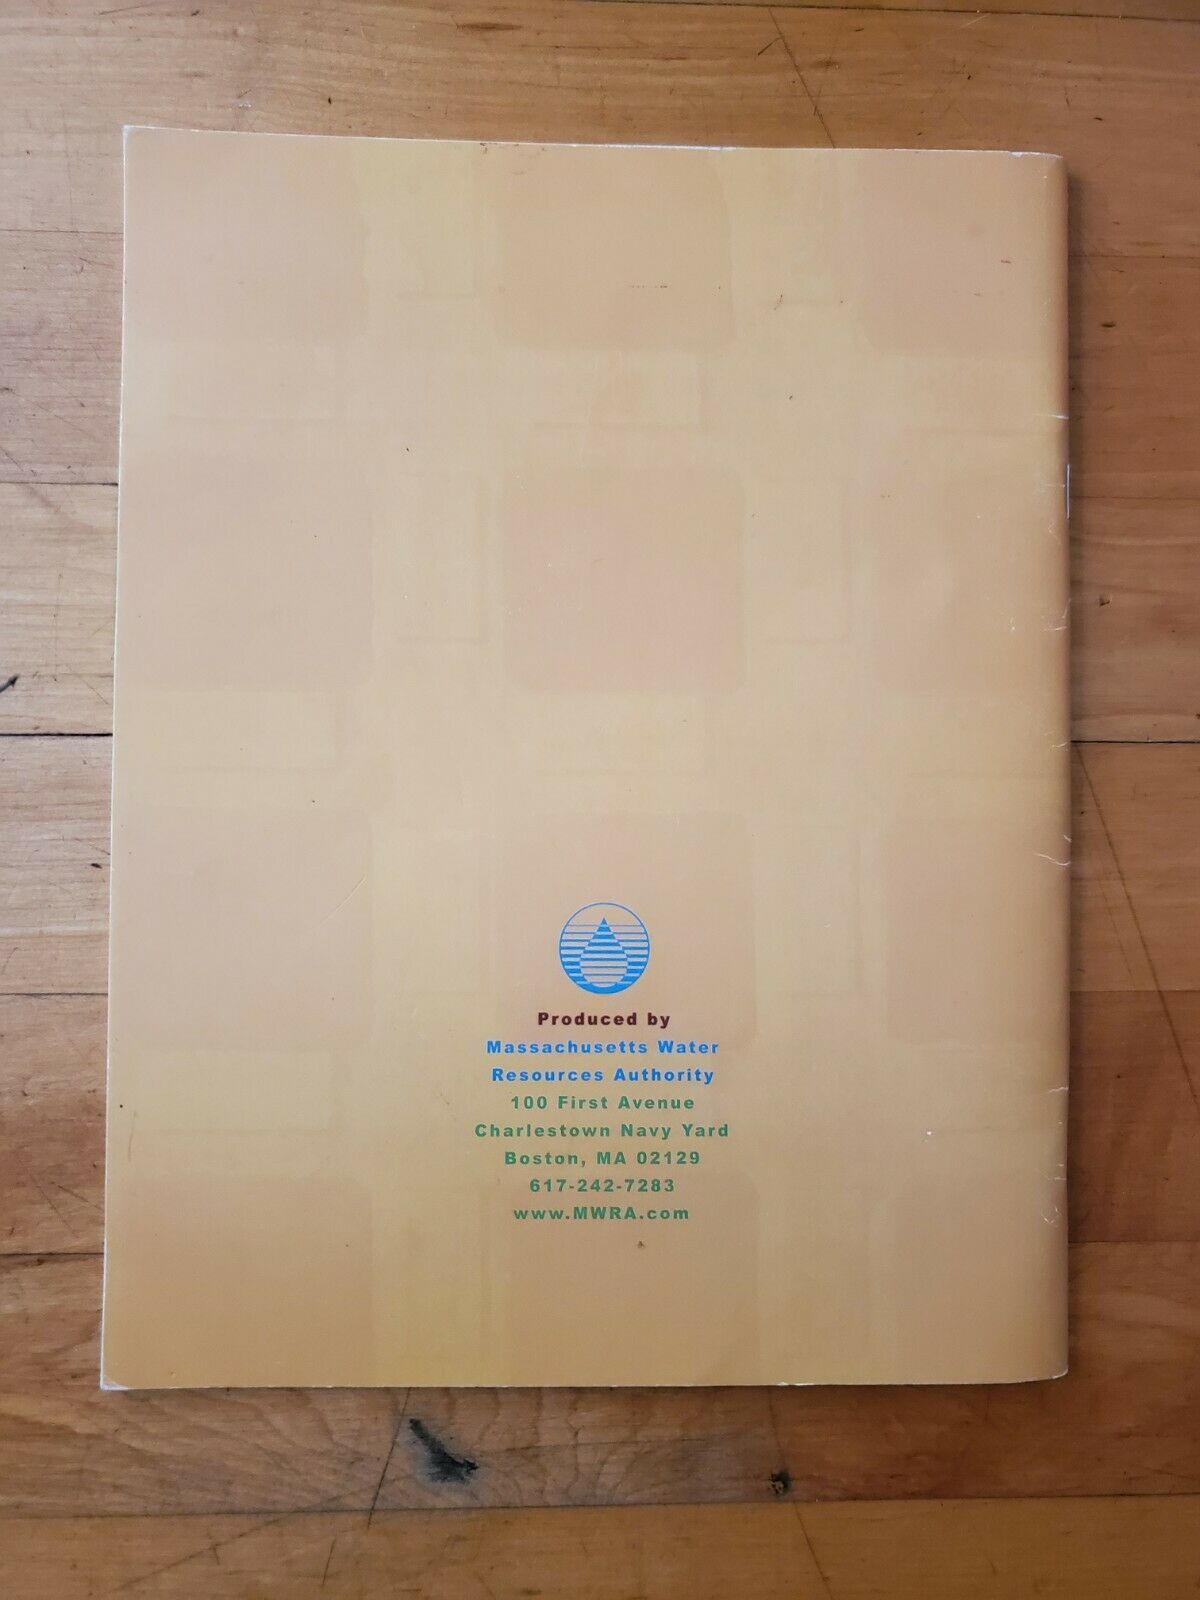 Produced by
Massachusetts Water
Resources Authority
100 First Avenue
Charlestown Navy Yard
Boston, MA 02129
617-242-7283
www.MWRA.com